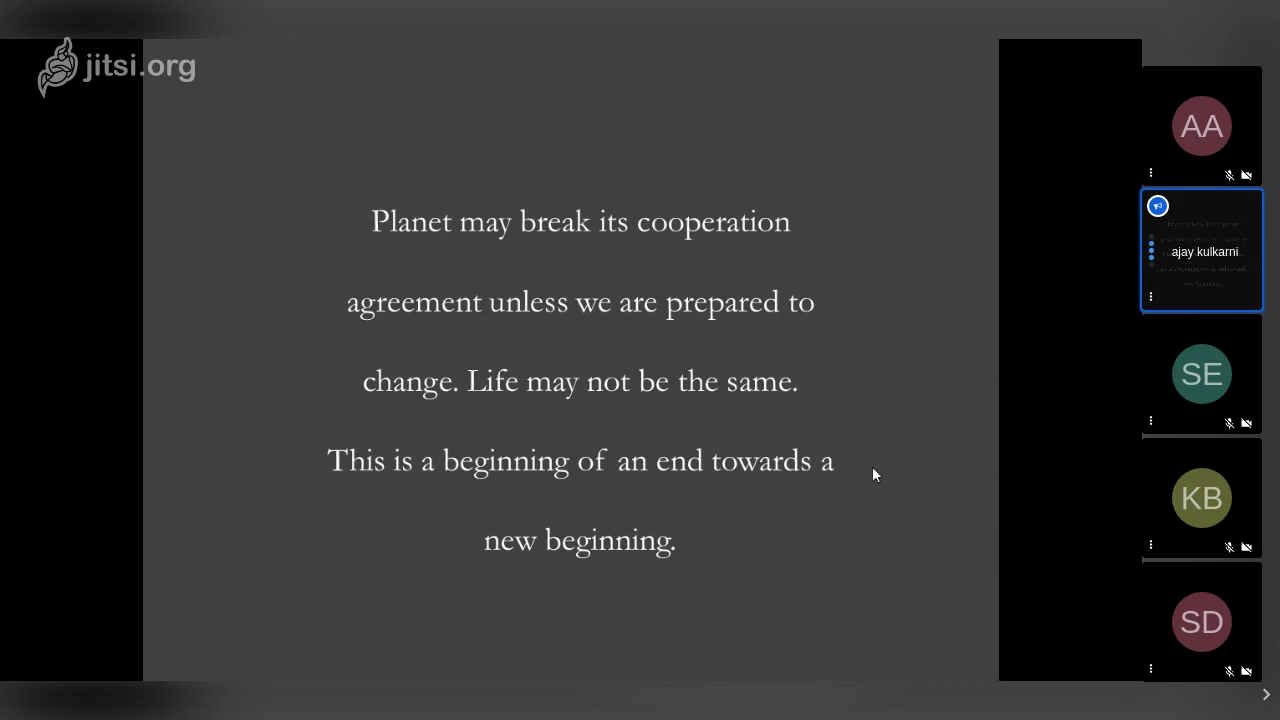 jitsi.org
Planet may break its cooperation
agreement unless we are prepared to
change. Life may not be the same.
This is a beginning of an end towards a
new beginning.
AA
ajay kulkarni
SE
KB
SD